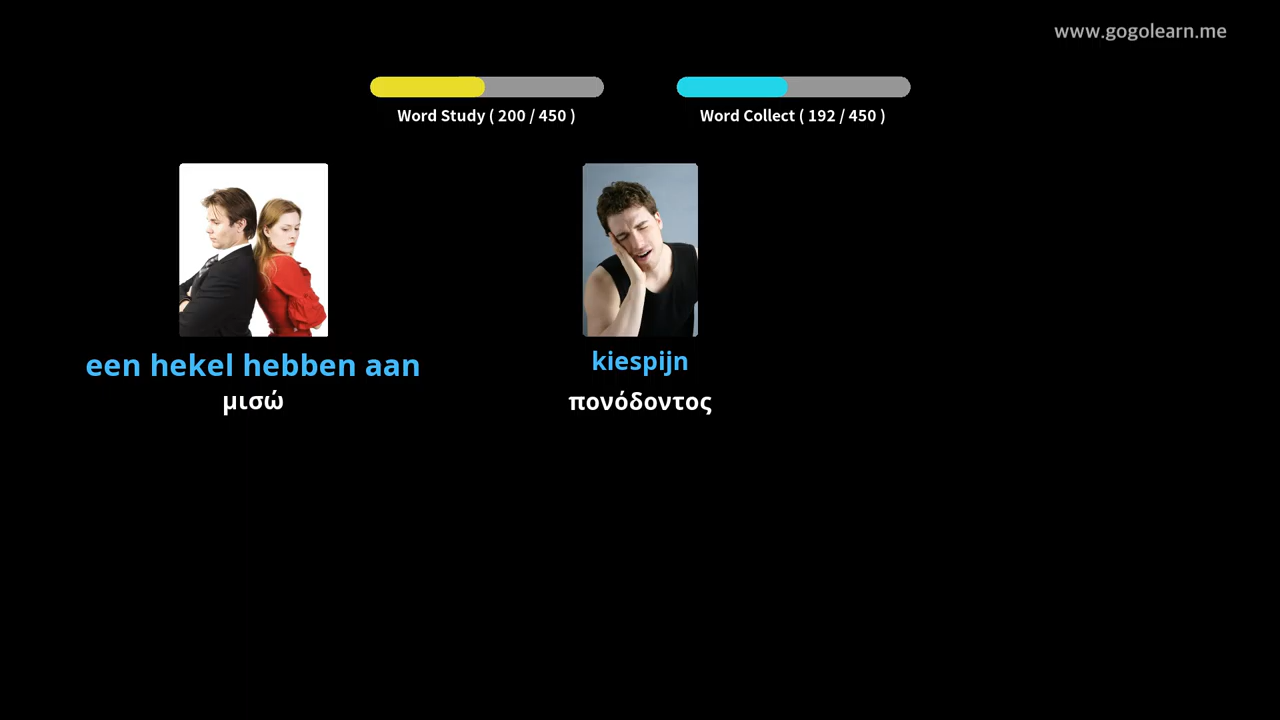 www.gogolearn.me
Word Study ( 200 / 450 )
Word Collect ( 192 / 450 )
een hekel hebben aan
μισώ
kiespijn
πονόδοντος